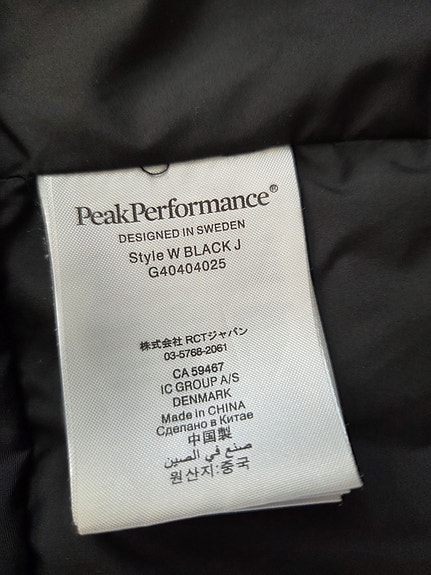 PeakPerformance®
DESIGNED IN SWEDEN
Style W BLACK J
G40404025
株式会社 RCTジャパン
03-5768-2061
CA 59467
IC GROUP A/S
DENMARK
Made in CHINA
Сделано в Китае
中国製
صنع في الصين
원산지:중국